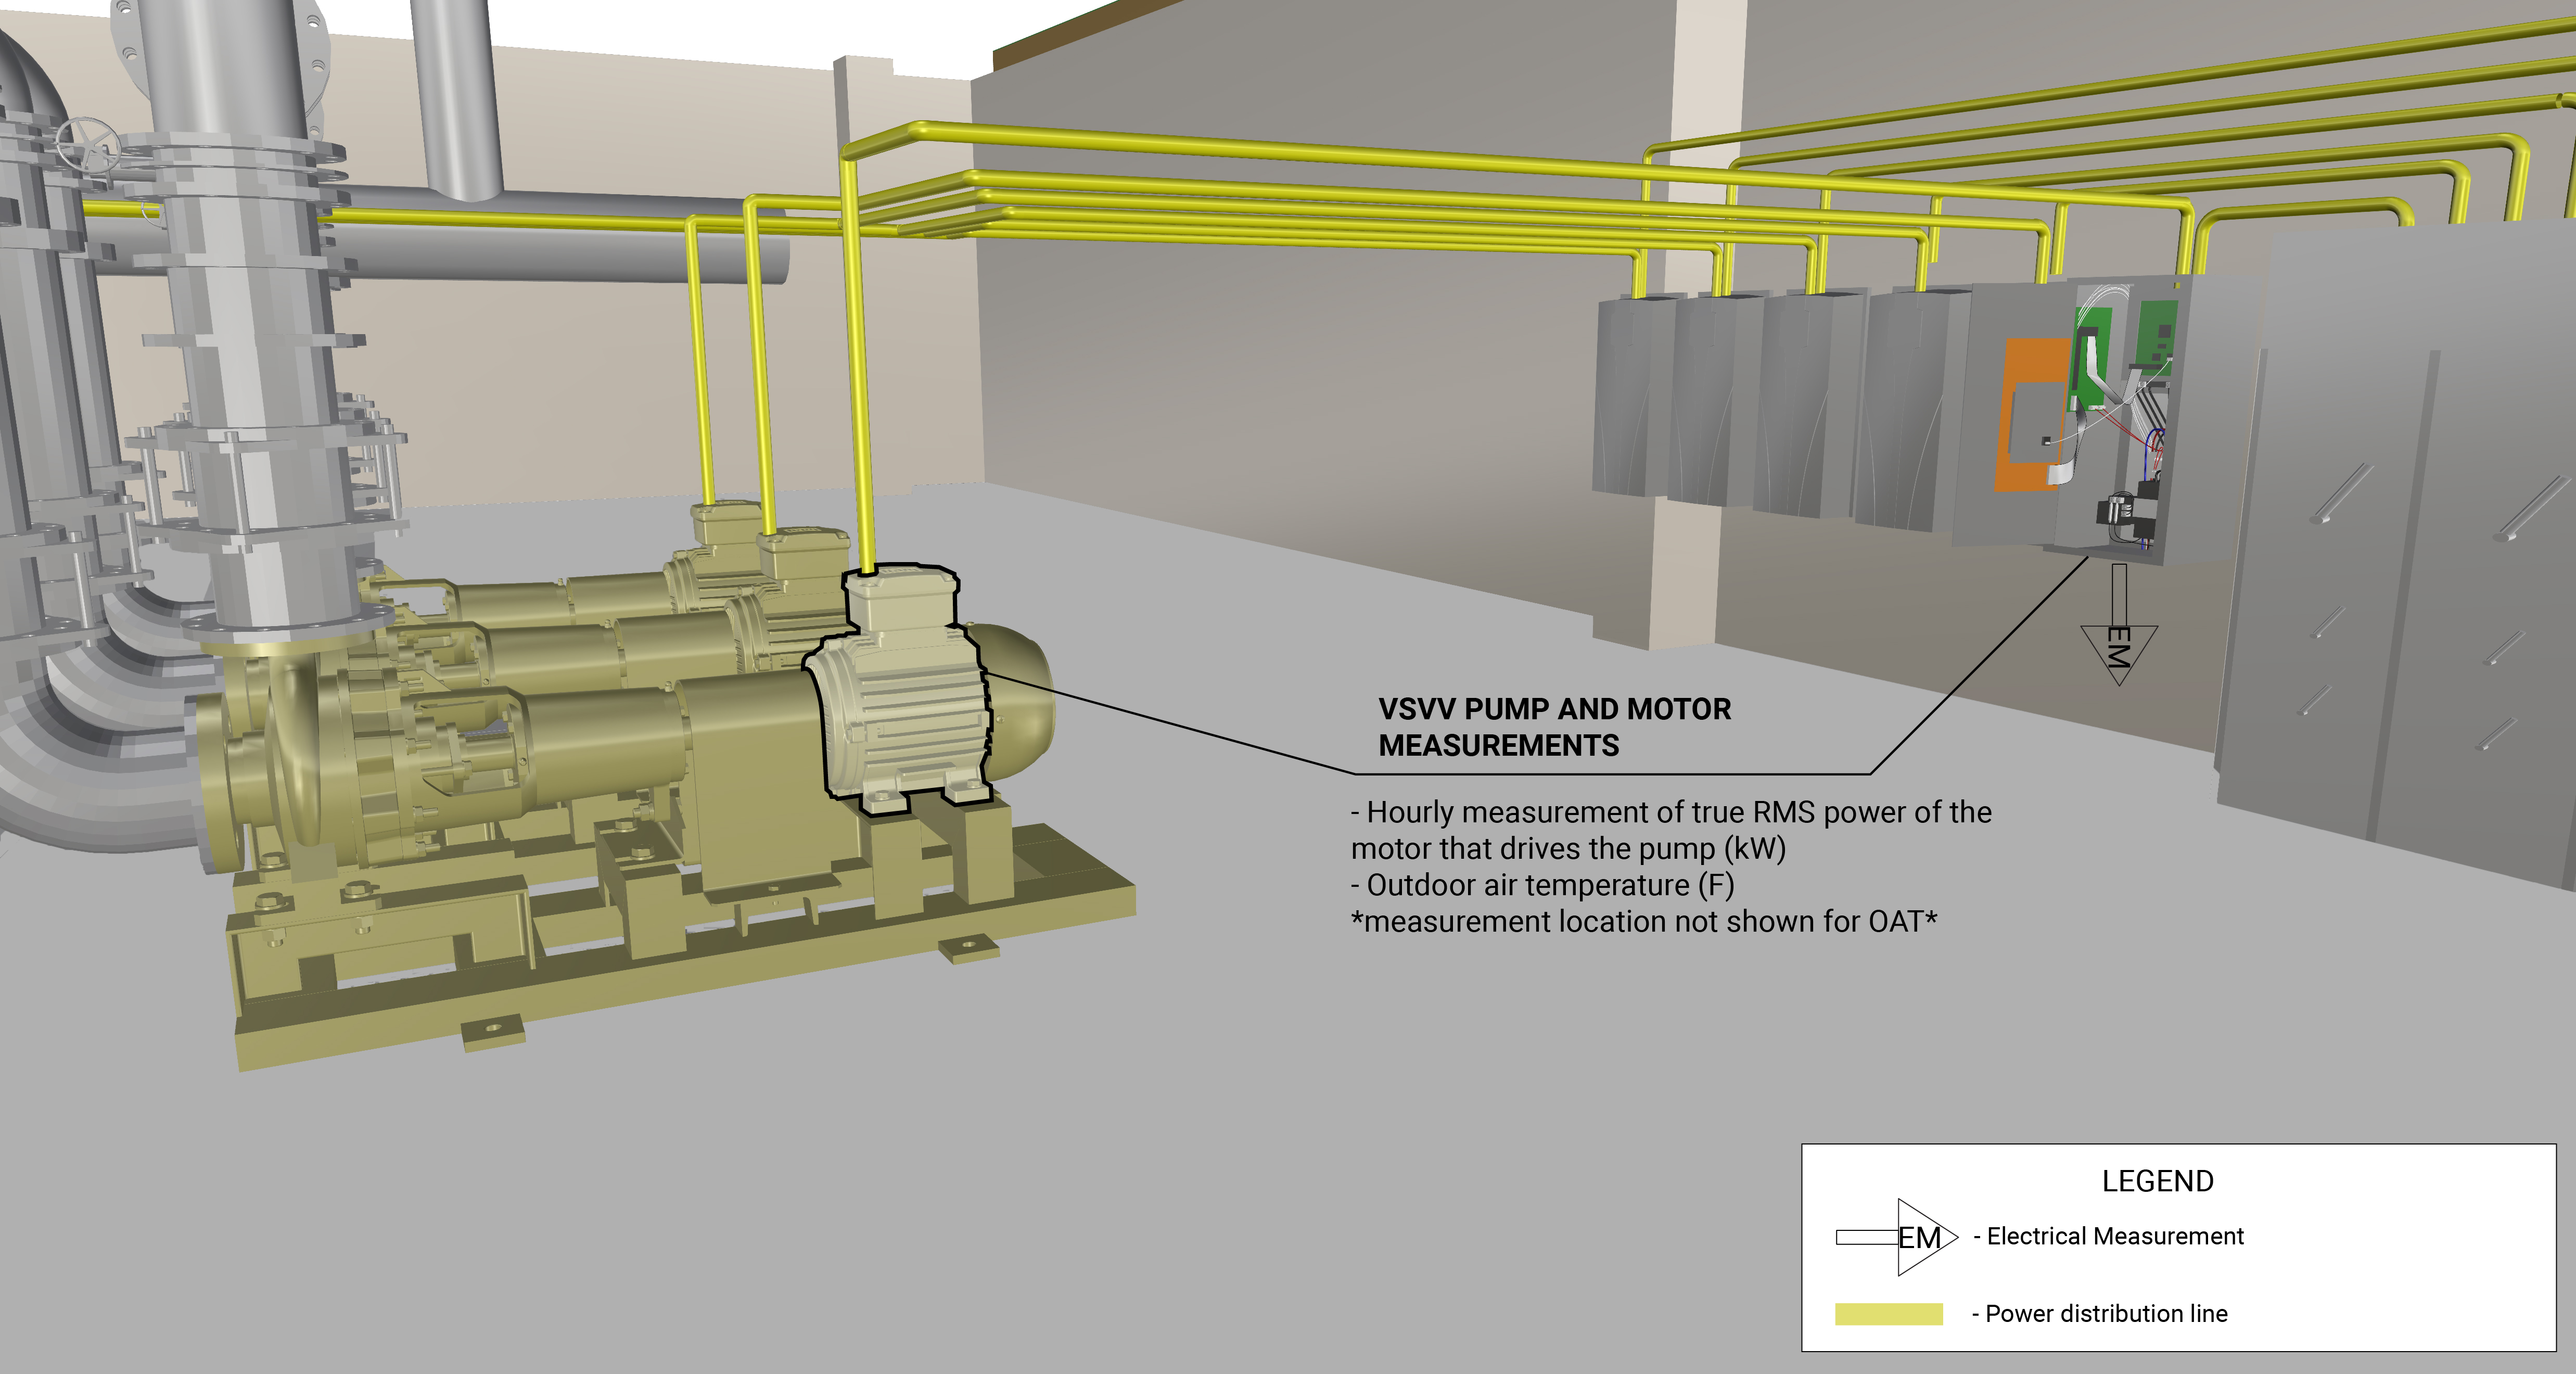 VSVV PUMP AND MOTOR
MEASUREMENTS
- Hourly measurement of true RMS power of the
motor that drives the pump (kW)
- Outdoor air temperature (F)
*measurement location not shown for OAT*
EM
LEGEND
EM - Electrical Measurement
- Power distribution line